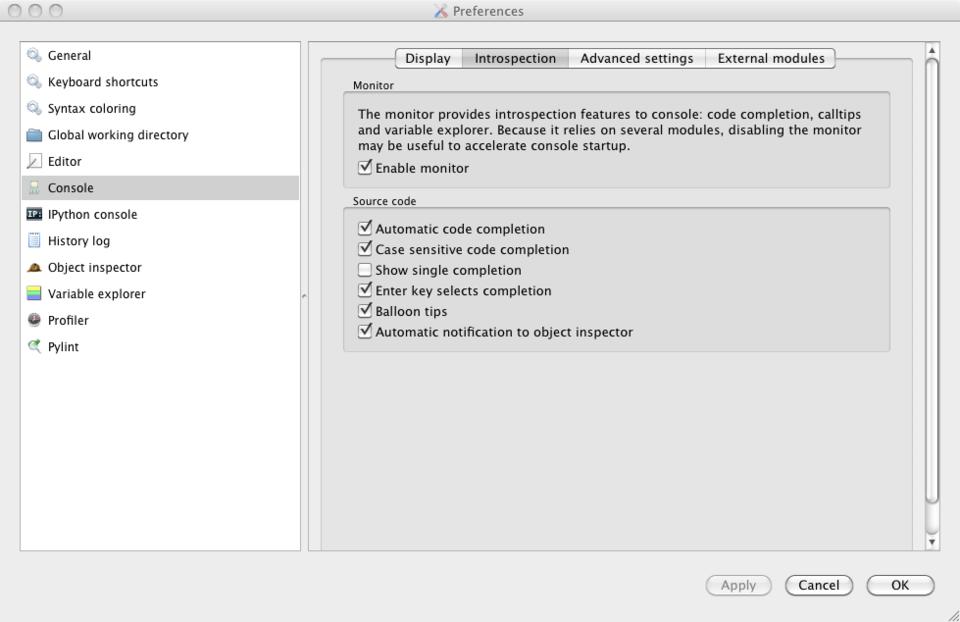 Preferences
General
Keyboard shortcuts
Syntax coloring
Global working directory
Editor
Console
IP: IPython console
History log
Object inspector
Variable explorer
Profiler
Pylint
Display Introspection Advanced settings External modules
Monitor
The monitor provides introspection features to console: code completion, calltips
and variable explorer. Because it relies on several modules, disabling the monitor
may be useful to accelerate console startup.
Enable monitor
Source code
Automatic code completion
Case sensitive code completion
Show single completion
Enter key selects completion
Balloon tips
Automatic notification to object inspector
Apply Cancel OK